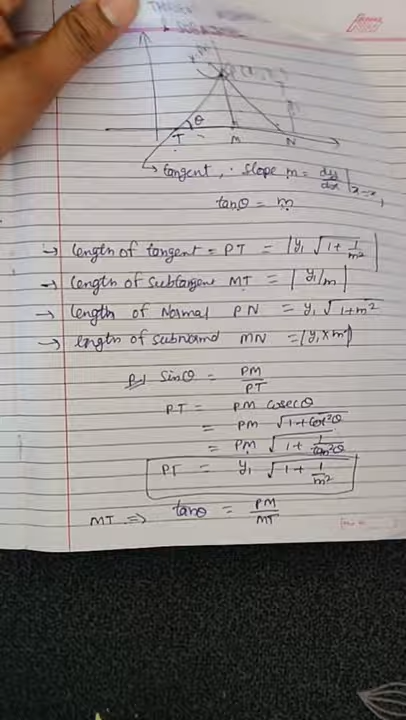 θ
T M N
→ tangent, · slope m = dy/dx |x=x1
tanθ = m
→ length of tangent = PT = |y₁ √1+1/m²|
→ length of Subtangent MT = |y₁/m|
→ length of Normal PN = y₁ √1+m²
→ length of subnormal MN = |y₁×m|
Sinθ = PM/PT
PT = PM cosecθ
= PM √1+cot²θ
= PM √1+1/tan²θ
PT = y₁ √1+1/m²
MT ⇒ tanθ = PM/MT